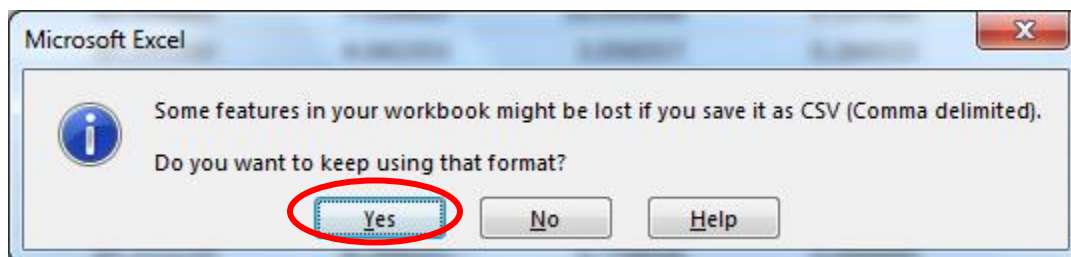 Microsoft Excel
Some features in your workbook might be lost if you save it as CSV (Comma delimited).
Do you want to keep using that format?
Yes No Help